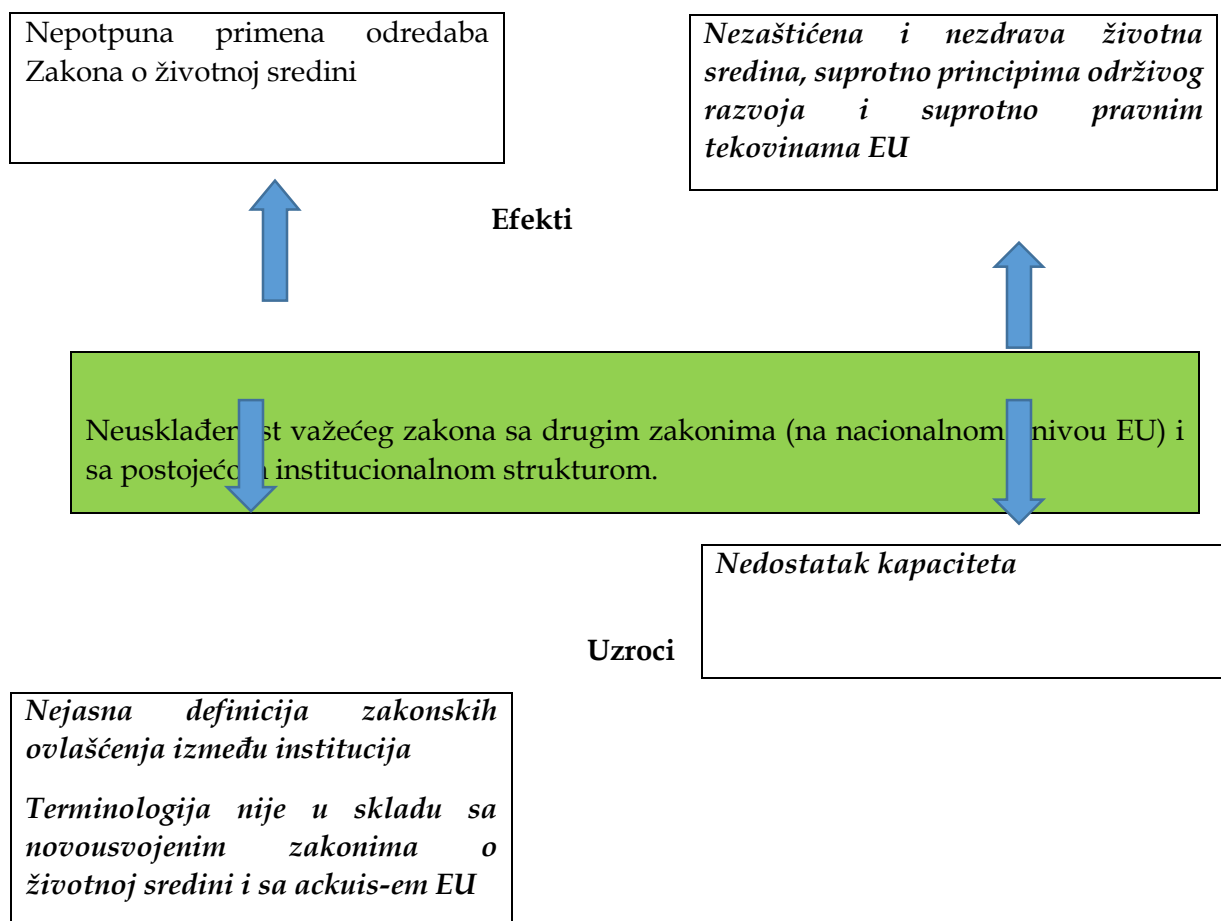 Nepotpuna primena odredaba
Zakona o životnoj sredini
Nezaštićena i nezdrava životna
sredina, suprotno principima održivog
razvoja i suprotno pravnim
tekovinama EU
Efekti
važećeg zakona sa drugim zakonima (na nacionalnom nivou EU) i
sa institucionalnom strukturom.
Nedostatak kapaciteta
Uzroci
Nejasna definicija zakonskih
ovlašćenja između institucija
Terminologija nije u skladu sa
novousvojenim zakonima o
životnoj sredini i sa ackuis-em EU